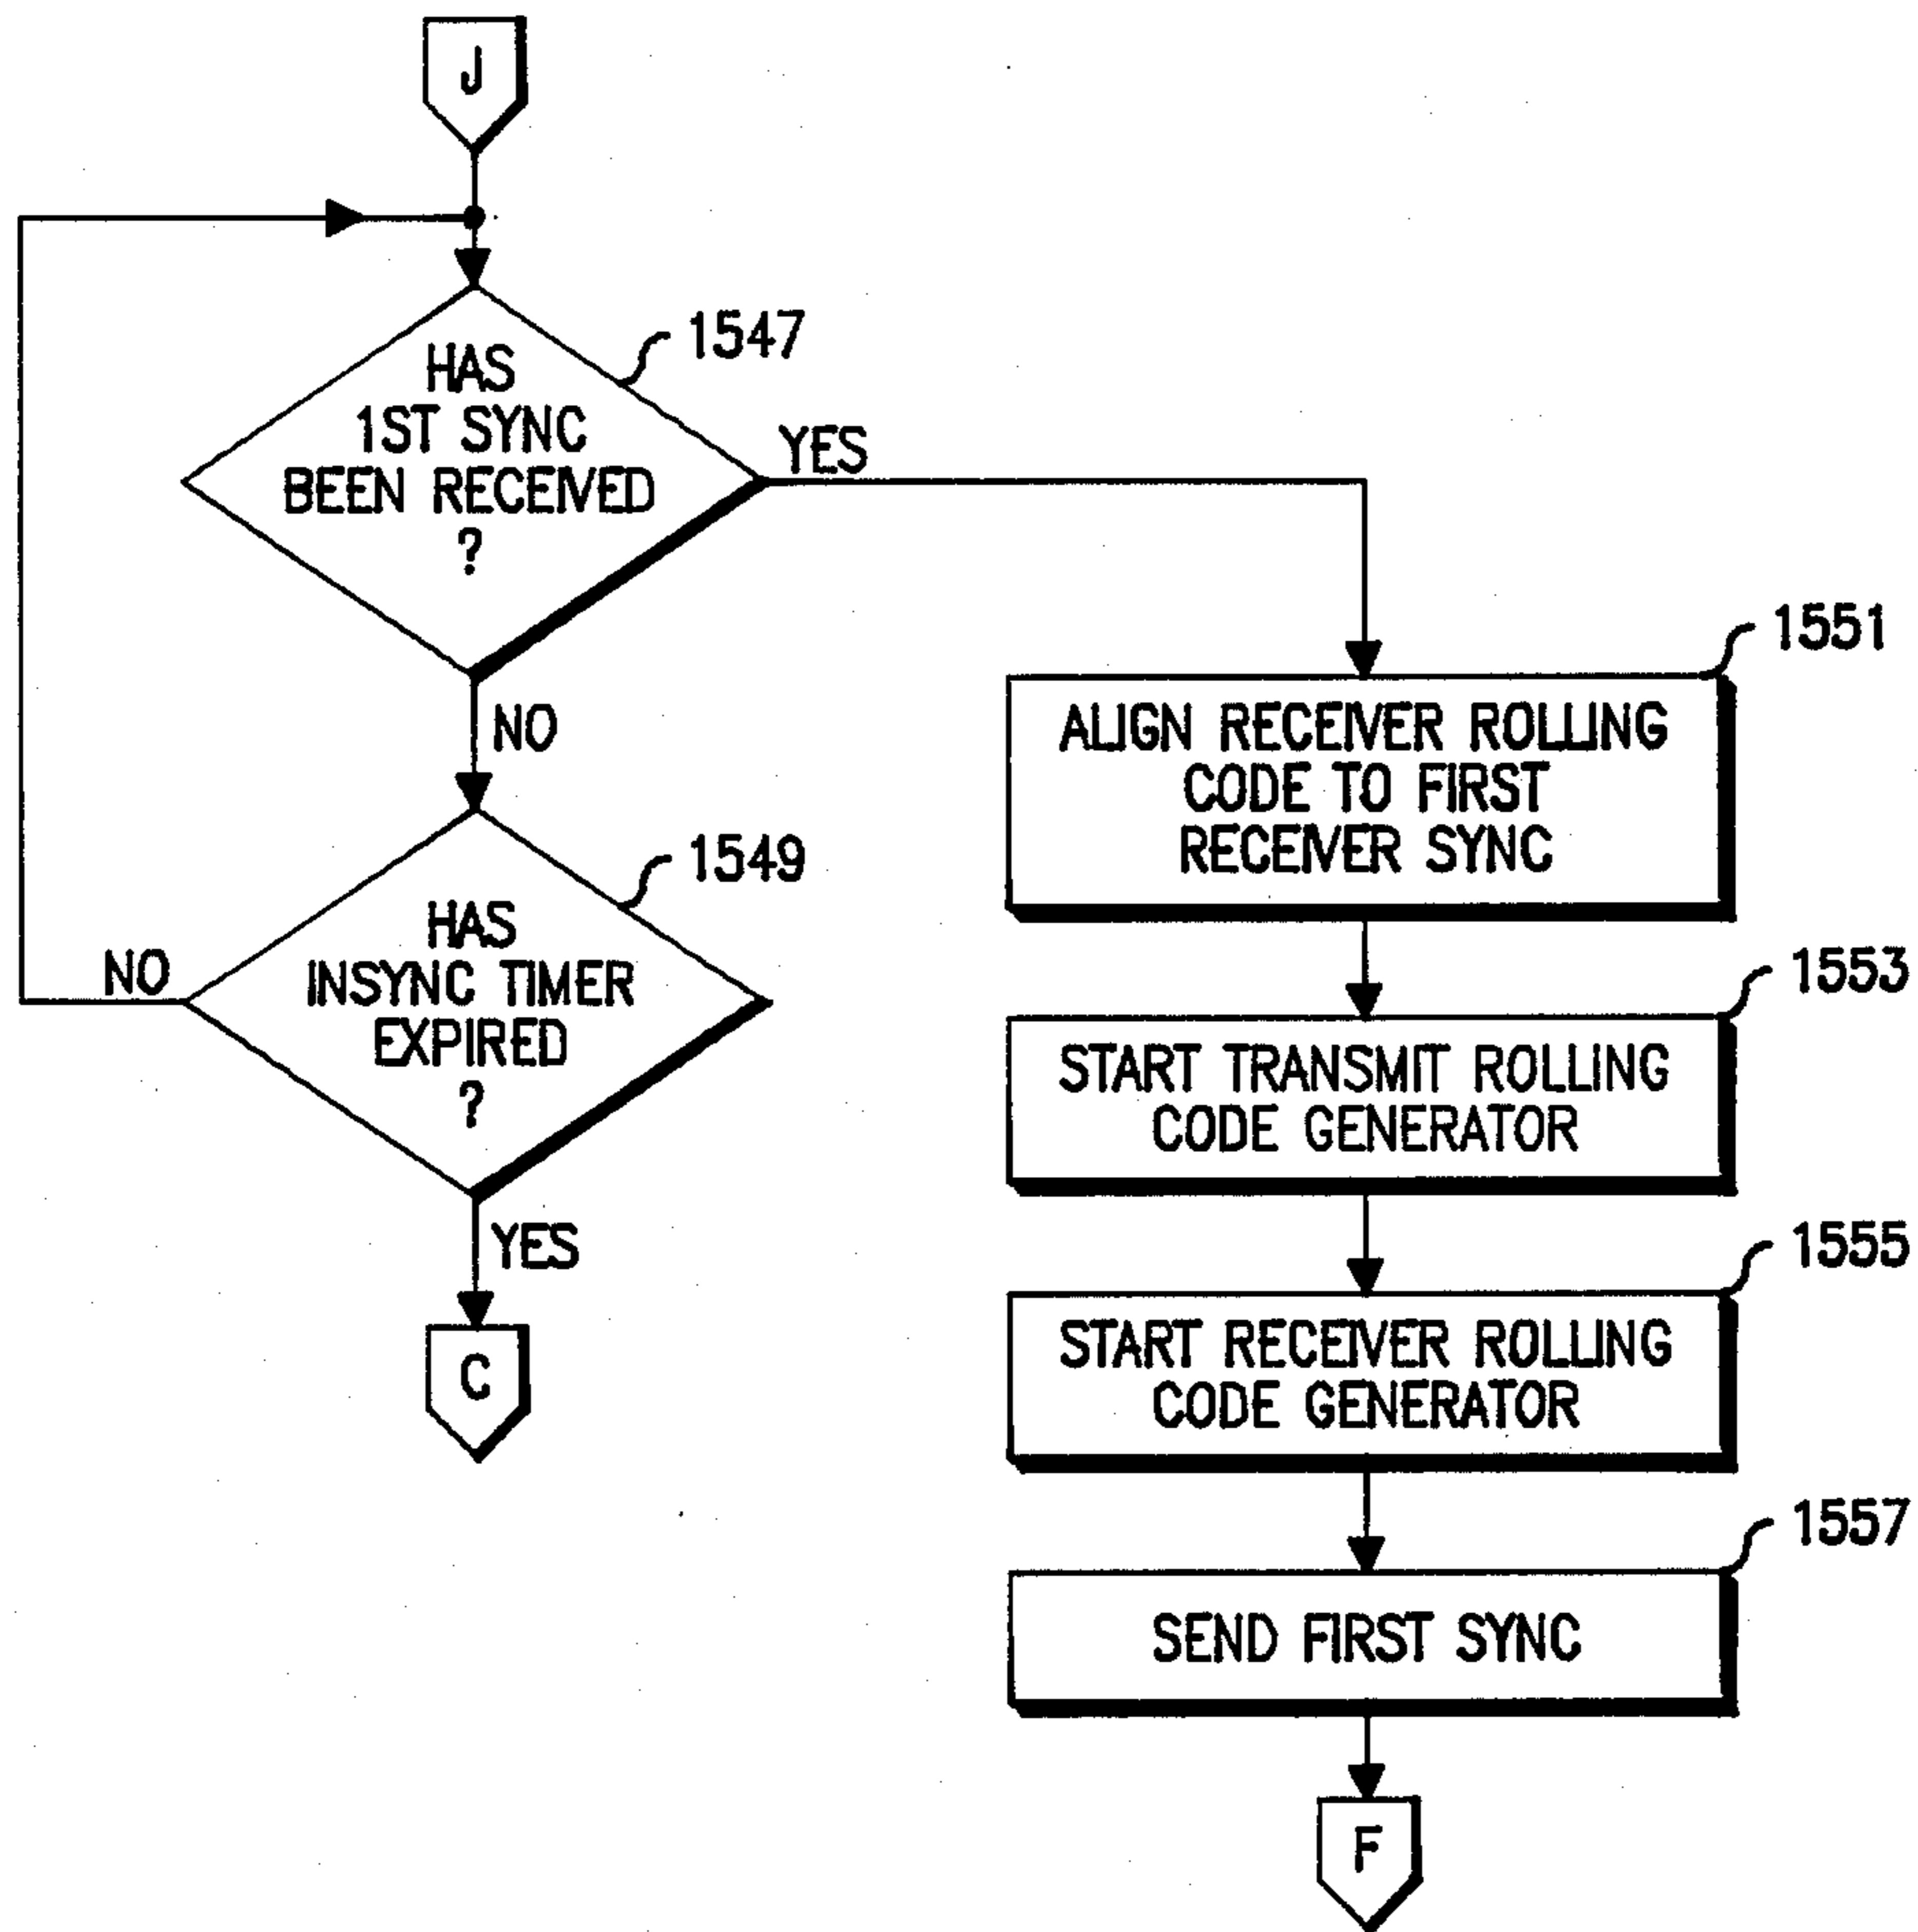 J
1547
HAS
1ST SYNC
BEEN RECEIVED
?
YES
NO
1549
HAS
INSYNC TIMER
EXPIRED
?
NO
YES
C
1551
ALIGN RECEIVER ROLLING
CODE TO FIRST
RECEIVER SYNC
1553
START TRANSMIT ROLLING
CODE GENERATOR
1555
START RECEIVER ROLLING
CODE GENERATOR
1557
SEND FIRST SYNC
F